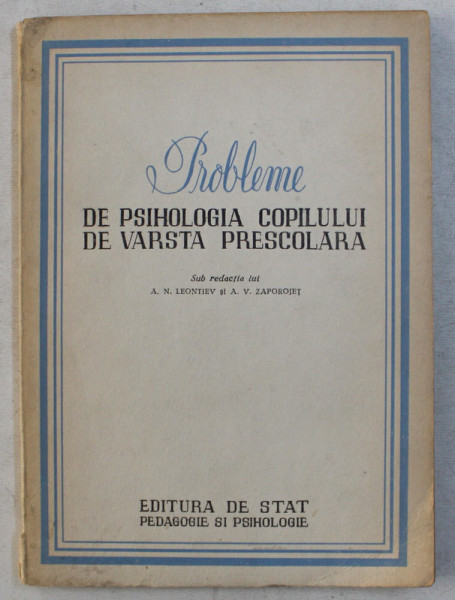 Probleme
DE PSIHOLOGIA COPILULUI
DE VARSTA PRESCOLARA
Sub redacția lui
A. N. LEONTIEV și A. V. ZAPOROJEȚ
EDITURA DE STAT
PEDAGOGIE SI PSIHOLOGIE